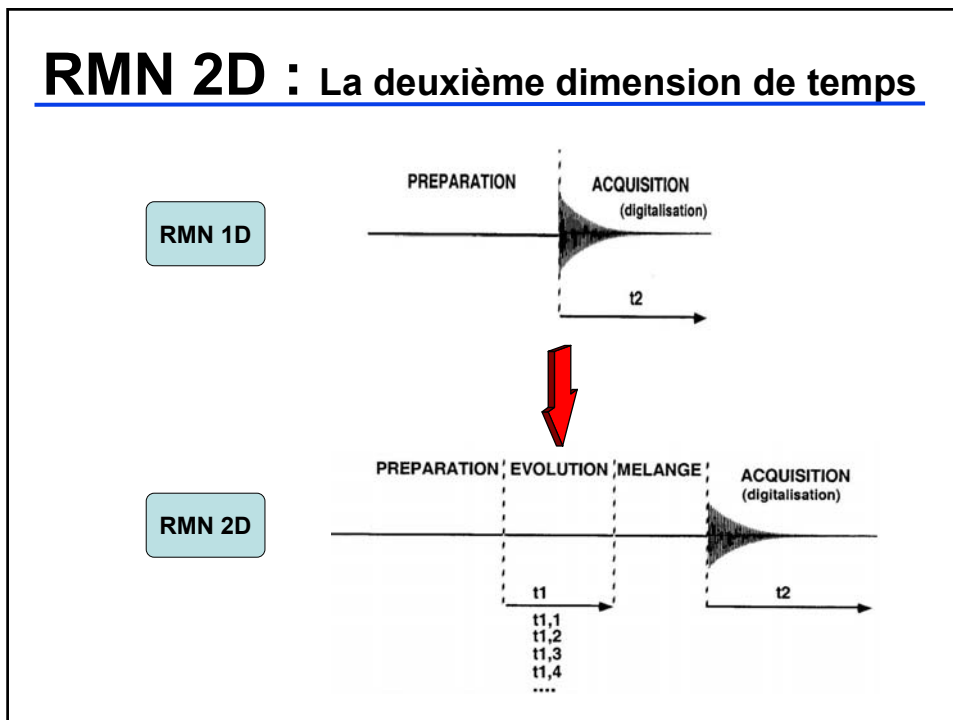 RMN 2D : La deuxième dimension de temps
PREPARATION ACQUISITION
(digitalisation)
RMN 1D
t2
PREPARATION EVOLUTION MELANGE ACQUISITION
(digitalisation)
RMN 2D
t1 t2
t1,1
t1,2
t1,3
t1,4
....